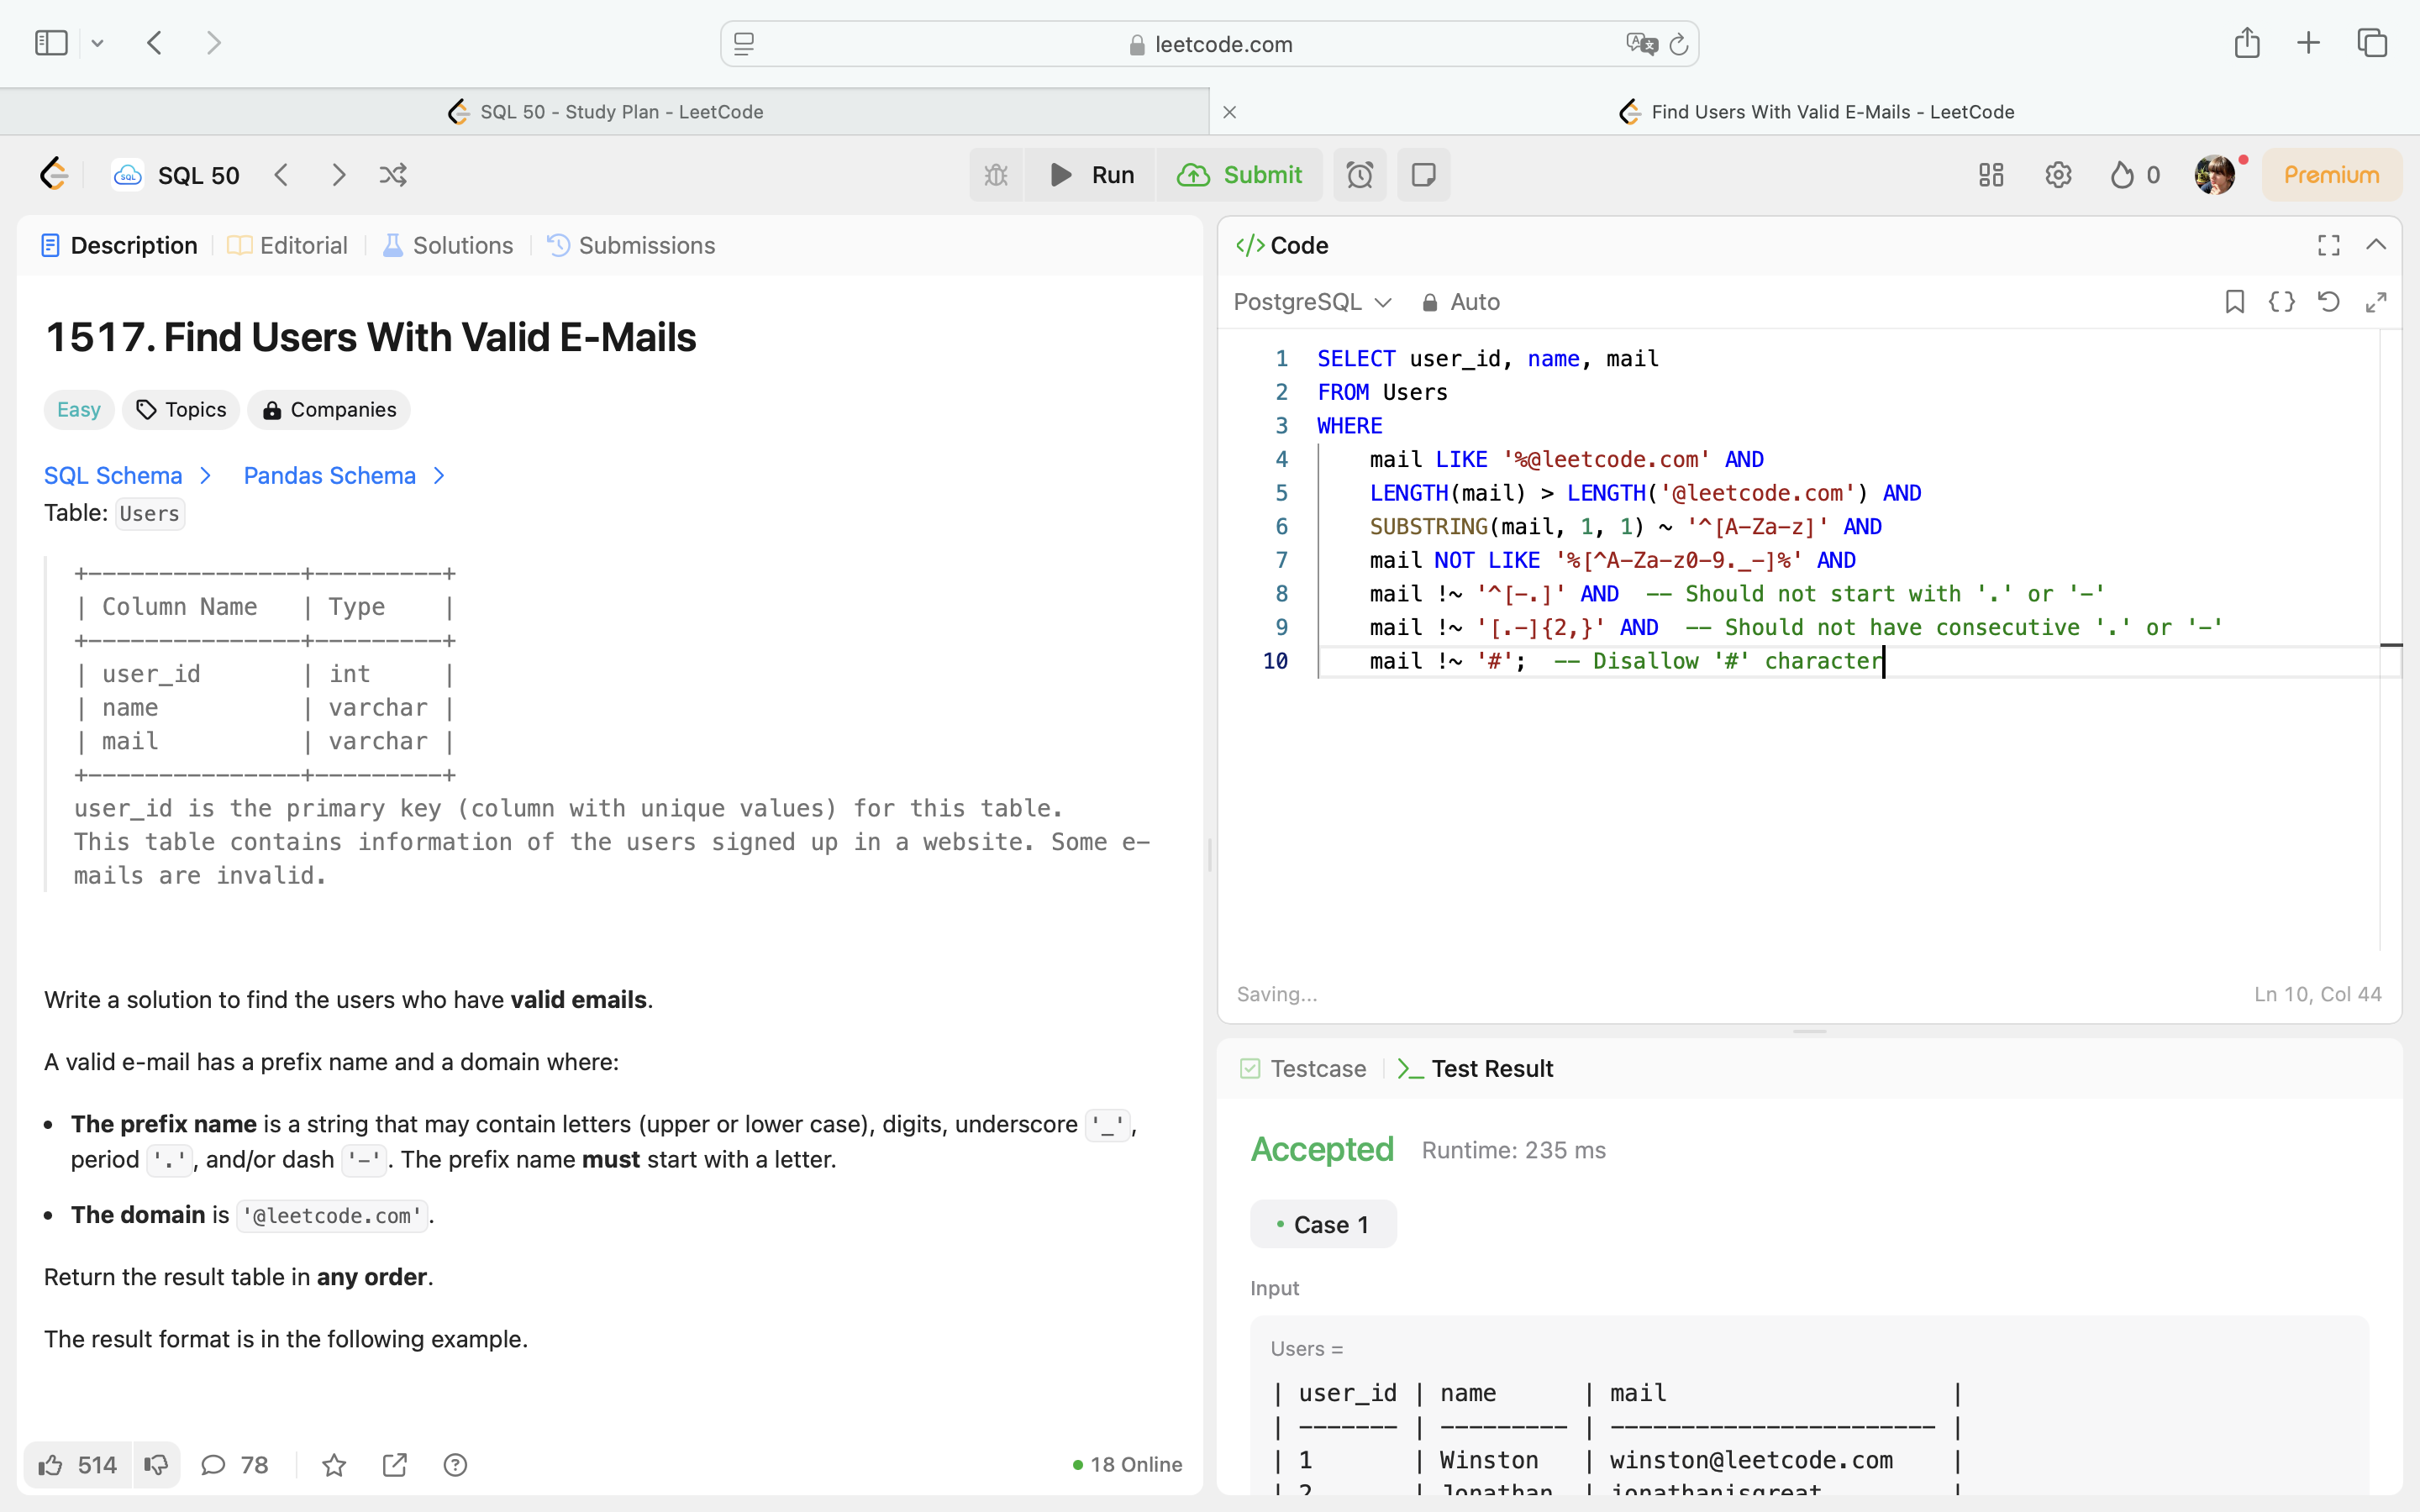 leetcode.com
SQL 50 - Study Plan - LeetCode
Find Users With Valid E-Mails - LeetCode
SQL 50
Run
Submit
0
Premium
Description
Editorial
Solutions
Submissions
1517. Find Users With Valid E-Mails
Easy
Topics
Companies
SQL Schema
Pandas Schema
Table: Users
+---------------+---------+
| Column Name   | Type    |
+---------------+---------+
| user_id       | int     |
| name          | varchar |
| mail          | varchar |
+---------------+---------+
user_id is the primary key (column with unique values) for this table.
This table contains information of the users signed up in a website. Some e-
mails are invalid.
Write a solution to find the users who have valid emails.
A valid e-mail has a prefix name and a domain where:
• The prefix name is a string that may contain letters (upper or lower case), digits, underscore '_',
period '.', and/or dash '-'. The prefix name must start with a letter.
• The domain is '@leetcode.com'.
Return the result table in any order.
The result format is in the following example.
514
78
18 Online
Code
PostgreSQL
Auto
1 SELECT user_id, name, mail
2 FROM Users
3 WHERE
4     mail LIKE '%@leetcode.com' AND
5     LENGTH(mail) > LENGTH('@leetcode.com') AND
6     SUBSTRING(mail, 1, 1) ~ '^[A-Za-z]' AND
7     mail NOT LIKE '%[^A-Za-z0-9._-]%' AND
8     mail !~ '^[-.]' AND  -- Should not start with '.' or '-'
9     mail !~ '[.-]{2,}' AND  -- Should not have consecutive '.' or '-'
10     mail !~ '#';  -- Disallow '#' character
Saving...
Ln 10, Col 44
Testcase
Test Result
Accepted
Runtime: 235 ms
• Case 1
Input
Users =
| user_id | name      | mail                    |
| ------- | --------- | ----------------------- |
| 1       | Winston   | winston@leetcode.com    |
| 2       | Jonathan  | jonathanisgreat         |